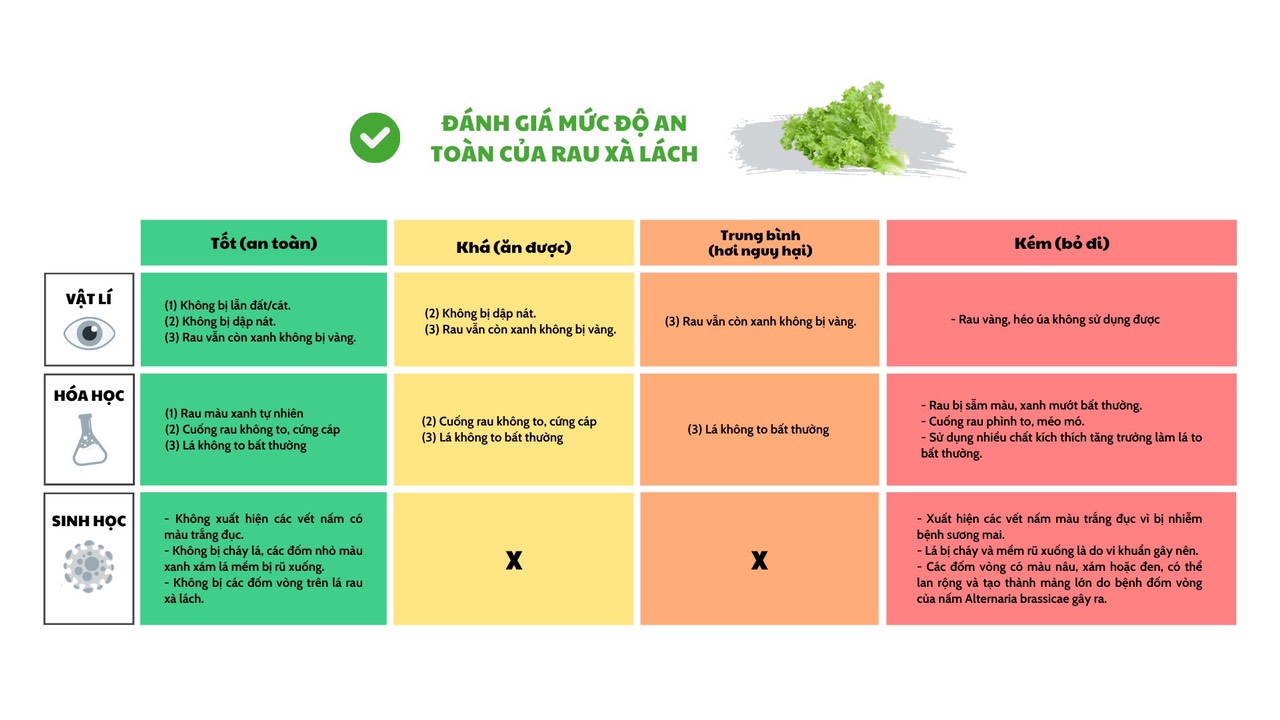 ĐÁNH GIÁ MỨC ĐỘ AN
TOÀN CỦA RAU XÀ LÁCH
Tốt (an toàn)
Khá (ăn được)
Trung bình
(hơi nguy hại)
Kém (bỏ đi)
VẬT LÍ
(1) Không bị lẫn đất/cát.
(2) Không bị dập nát.
(3) Rau vẫn còn xanh không bị vàng.
(2) Không bị dập nát.
(3) Rau vẫn còn xanh không bị vàng.
(3) Rau vẫn còn xanh không bị vàng.
- Rau vàng, héo úa không sử dụng được
HÓA HỌC
(1) Rau màu xanh tự nhiên
(2) Cuống rau không to, cứng cáp
(3) Lá không to bất thường
(2) Cuống rau không to, cứng cáp
(3) Lá không to bất thường
(3) Lá không to bất thường
- Rau bị sẫm màu, xanh mướt bất thường.
- Cuống rau phình to, méo mó.
- Sử dụng nhiều chất kích thích tăng trưởng làm lá to
bất thường.
SINH HỌC
- Không xuất hiện các vết nấm có
màu trắng đục.
- Không bị cháy lá, các đốm nhỏ màu
xanh xám lá mềm bị rũ xuống.
- Không bị các đốm vòng trên lá rau
xà lách.
X
X
- Xuất hiện các vết nấm màu trắng đục vì bị nhiễm
bệnh sương mai.
- Lá bị cháy và mềm rũ xuống là do vi khuẩn gây nên.
- Các đốm vòng có màu nâu, xám hoặc đen, có thể
lan rộng và tạo thành mảng lớn do bệnh đốm vòng
của nấm Alternaria brassicae gây ra.